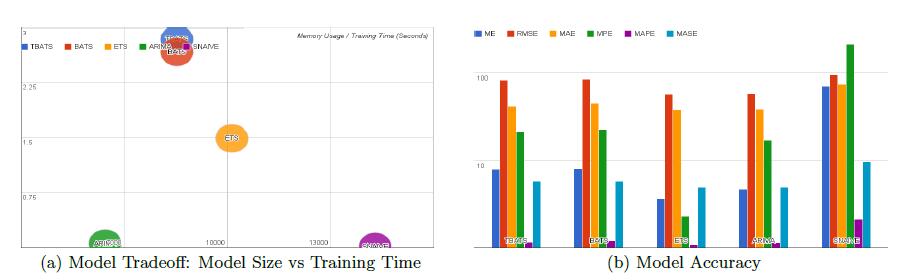 3
Memory Usage / Training Time (Seconds)
TBATS BATS ETS ARIMA SNAIVE
TBATS
BATS
2.25
1.5
ETS
0.75
ARIMA
10000 13000
SNAIVE
(a) Model Tradeoff: Model Size vs Training Time
ME RMSE MAE MPE MAPE MASE
100
10
TBATS BATS ETS ARIMA SNAIVE
(b) Model Accuracy